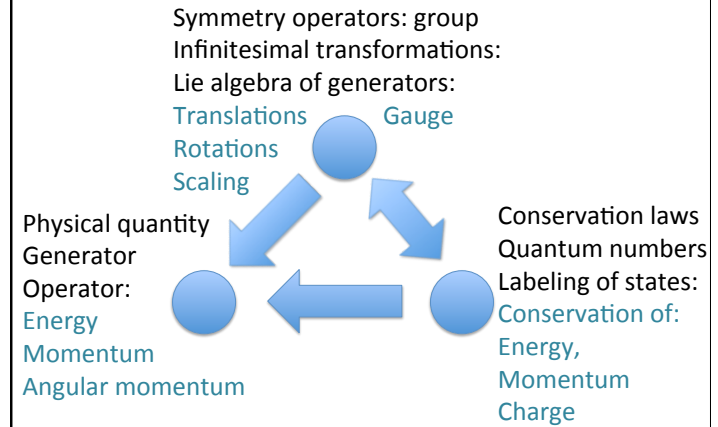 Symmetry operators: group
Infinitesimal transformations:
Lie algebra of generators:
Translations Gauge
Rotations
Scaling
Physical quantity
Generator
Operator:
Energy
Momentum
Angular momentum
Conservation laws
Quantum numbers
Labeling of states:
Conservation of:
Energy,
Momentum
Charge